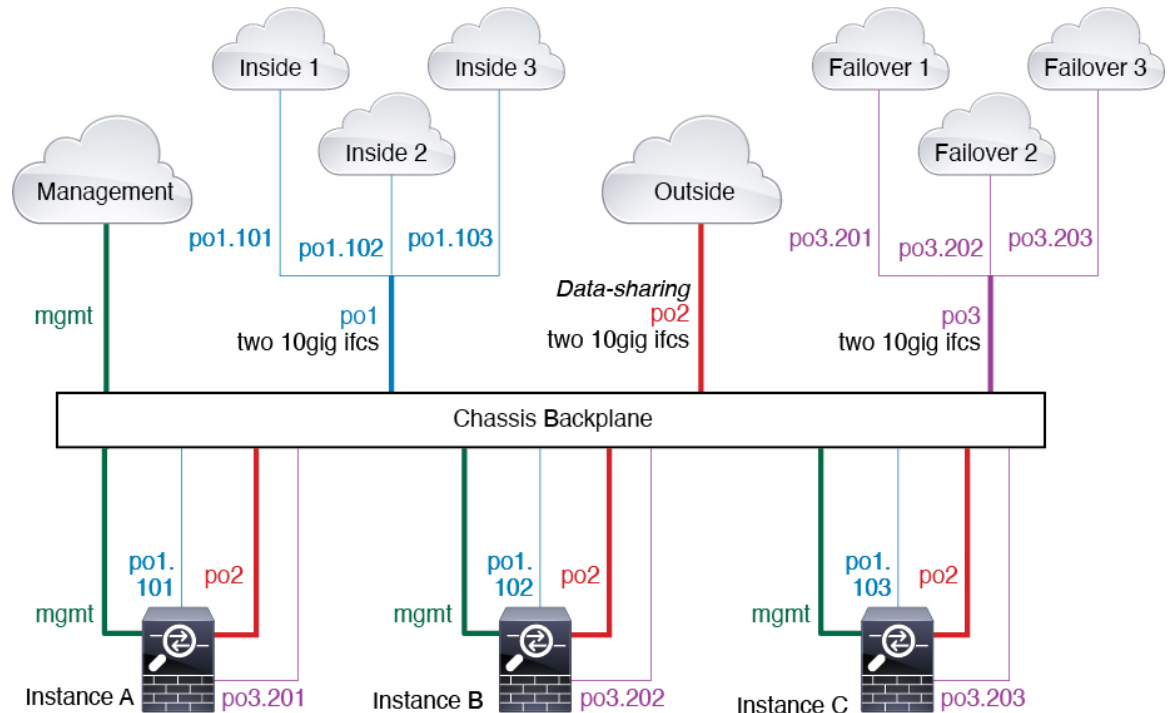 Inside 1
Inside 3
Failover 1
Failover 3
Inside 2
Failover 2
Management
Outside
po1.101
po1.102
po1.103
po3.201
po3.202
po3.203
mgmt
po1
two 10gig ifcs
Data-sharing
po2
two 10gig ifcs
po3
two 10gig ifcs
Chassis Backplane
po1.
101
po2
mgmt
Instance A
po3.201
po1.
102
po2
mgmt
Instance B
po3.202
po1.
103
po2
mgmt
Instance C
po3.203